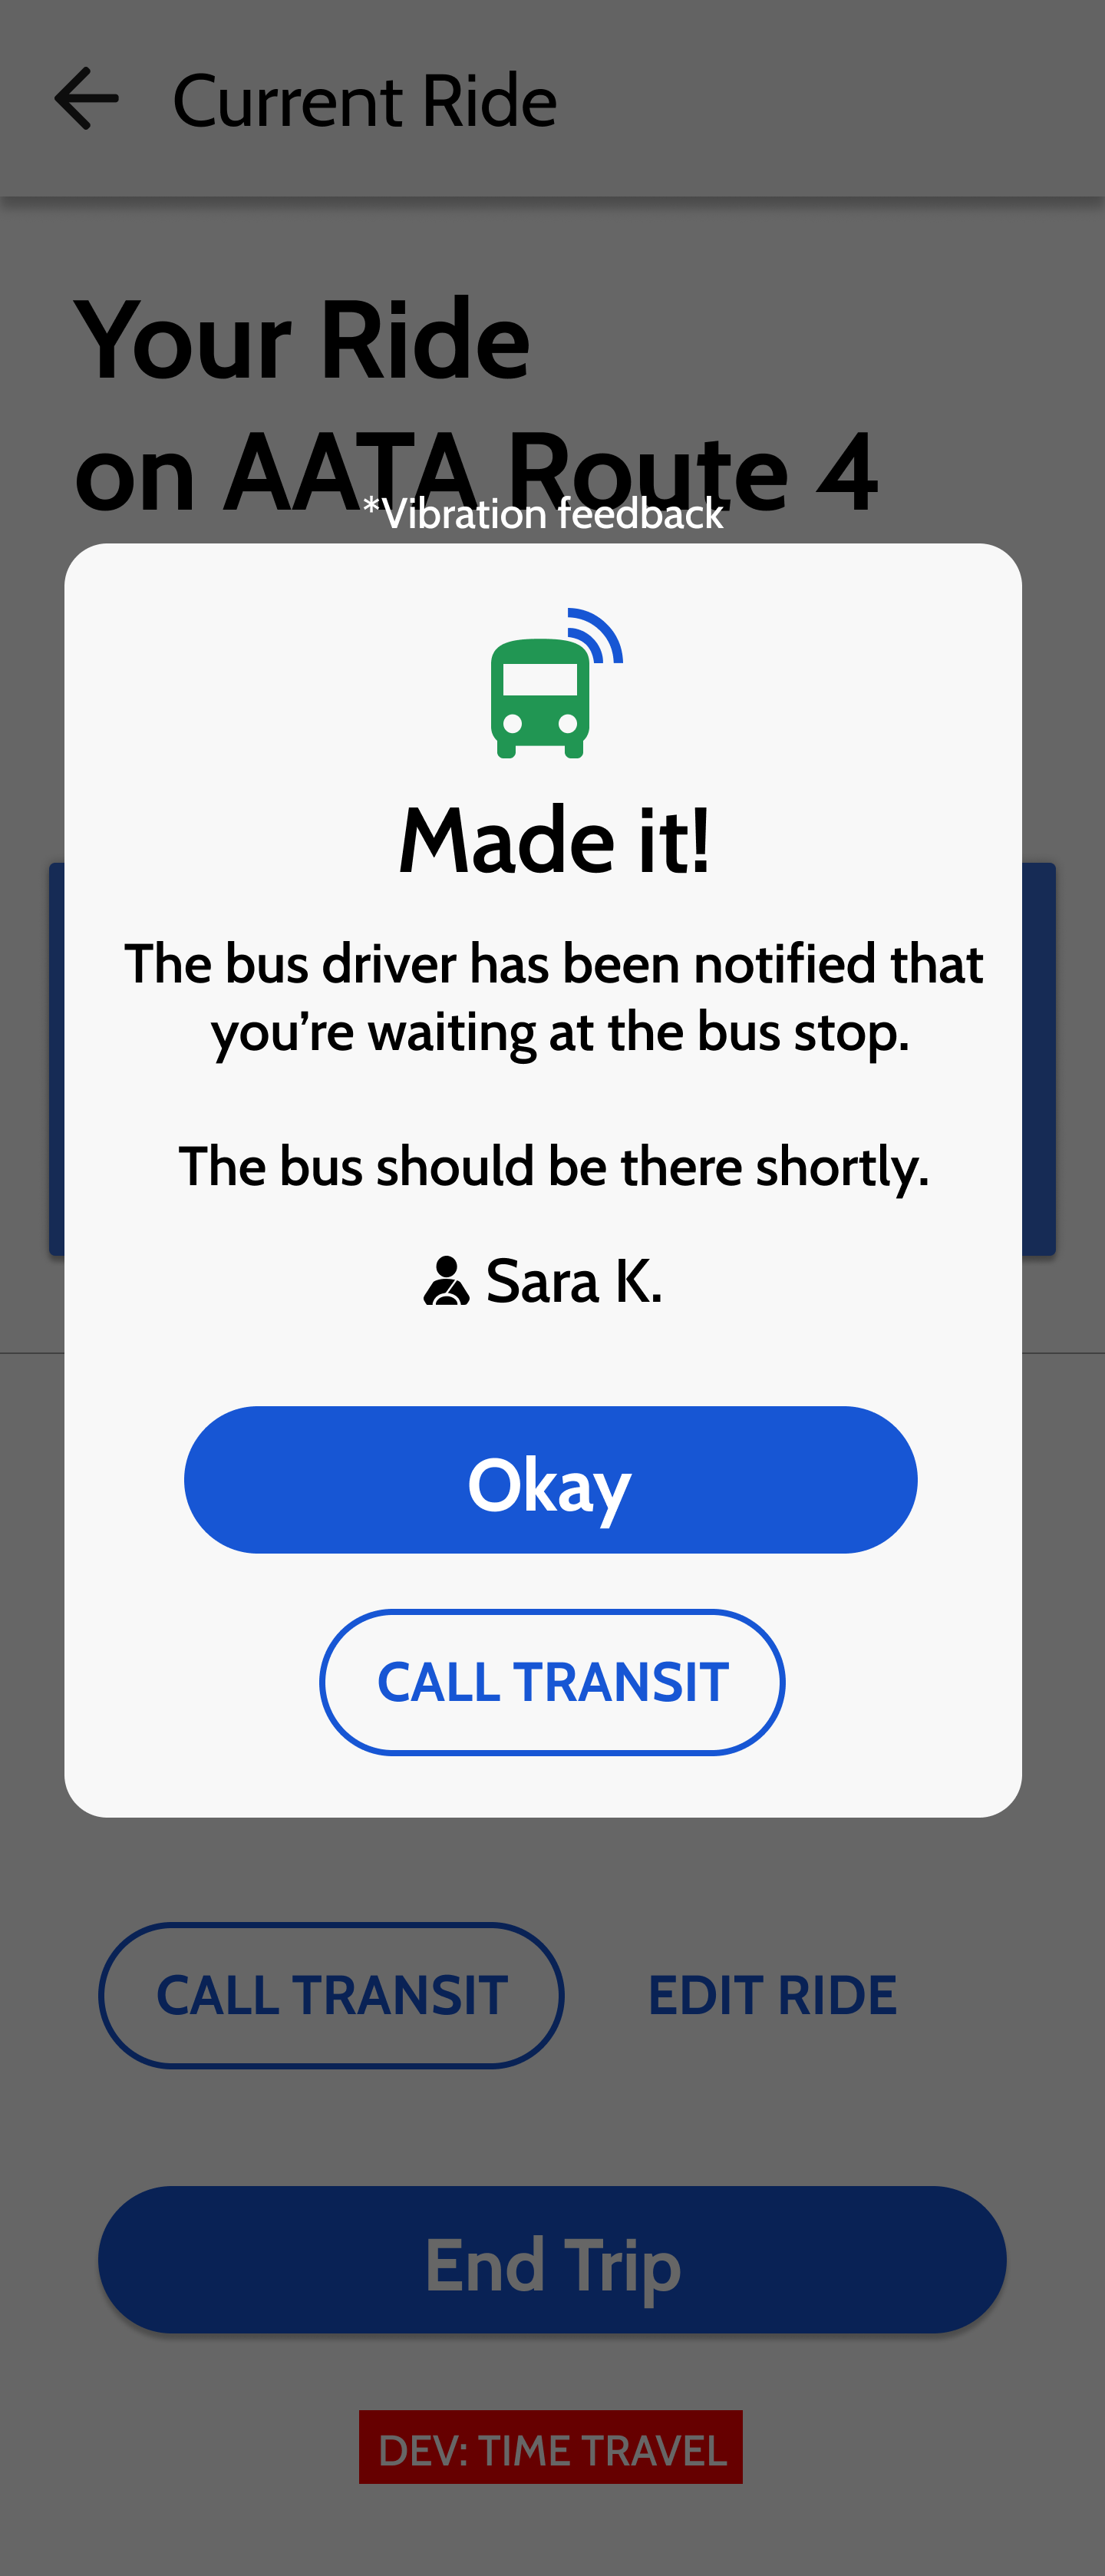 Current Ride
Your Ride
on AATA Route 4
*Vibration feedback
Made it!
The bus driver has been notified that
you’re waiting at the bus stop.
The bus should be there shortly.
Sara K.
Okay
CALL TRANSIT
CALL TRANSIT
EDIT RIDE
End Trip
DEV: TIME TRAVEL